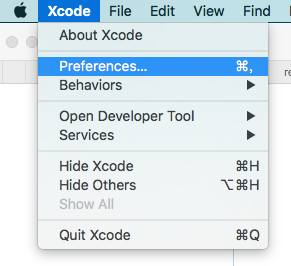 Xcode File Edit View Find
About Xcode
Preferences... ⌘,
Behaviors ▶
Open Developer Tool ▶
Services ▶
Hide Xcode ⌘H
Hide Others ⌥⌘H
Show All
Quit Xcode ⌘Q